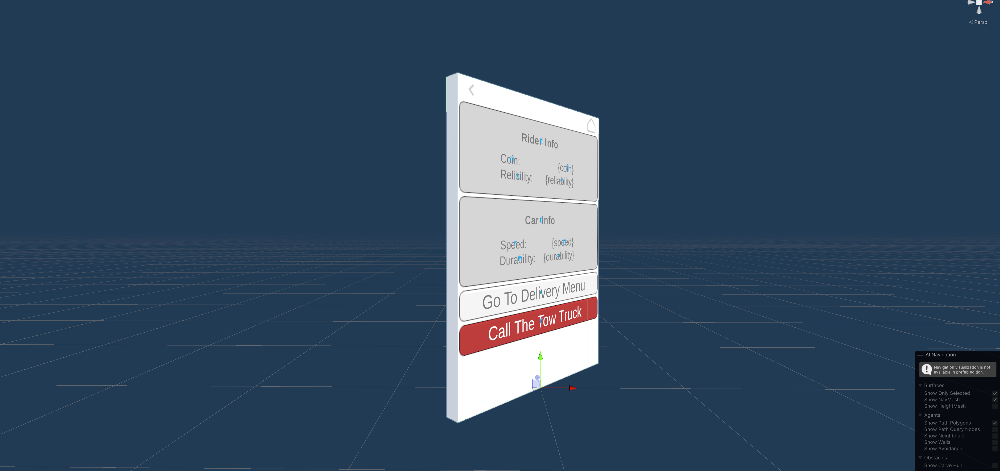 x
< Persp
Rider Info
Coin:
{coin}
Relibility:
{reliablity}
Car Info
Speed:
{speed}
Durability:
{durability}
Go To Delivery Menu
Call The Tow Truck
AI Navigation
Navigation visualization is not
available in prefab edition.
Surfaces
Show Only Selected
Show NavMesh
Show HeightMesh
Agents
Show Path Polygons
Show Path Query Nodes
Show Neighbours
Show Walls
Show Avoidance
Obstacles
Show Carve Hull